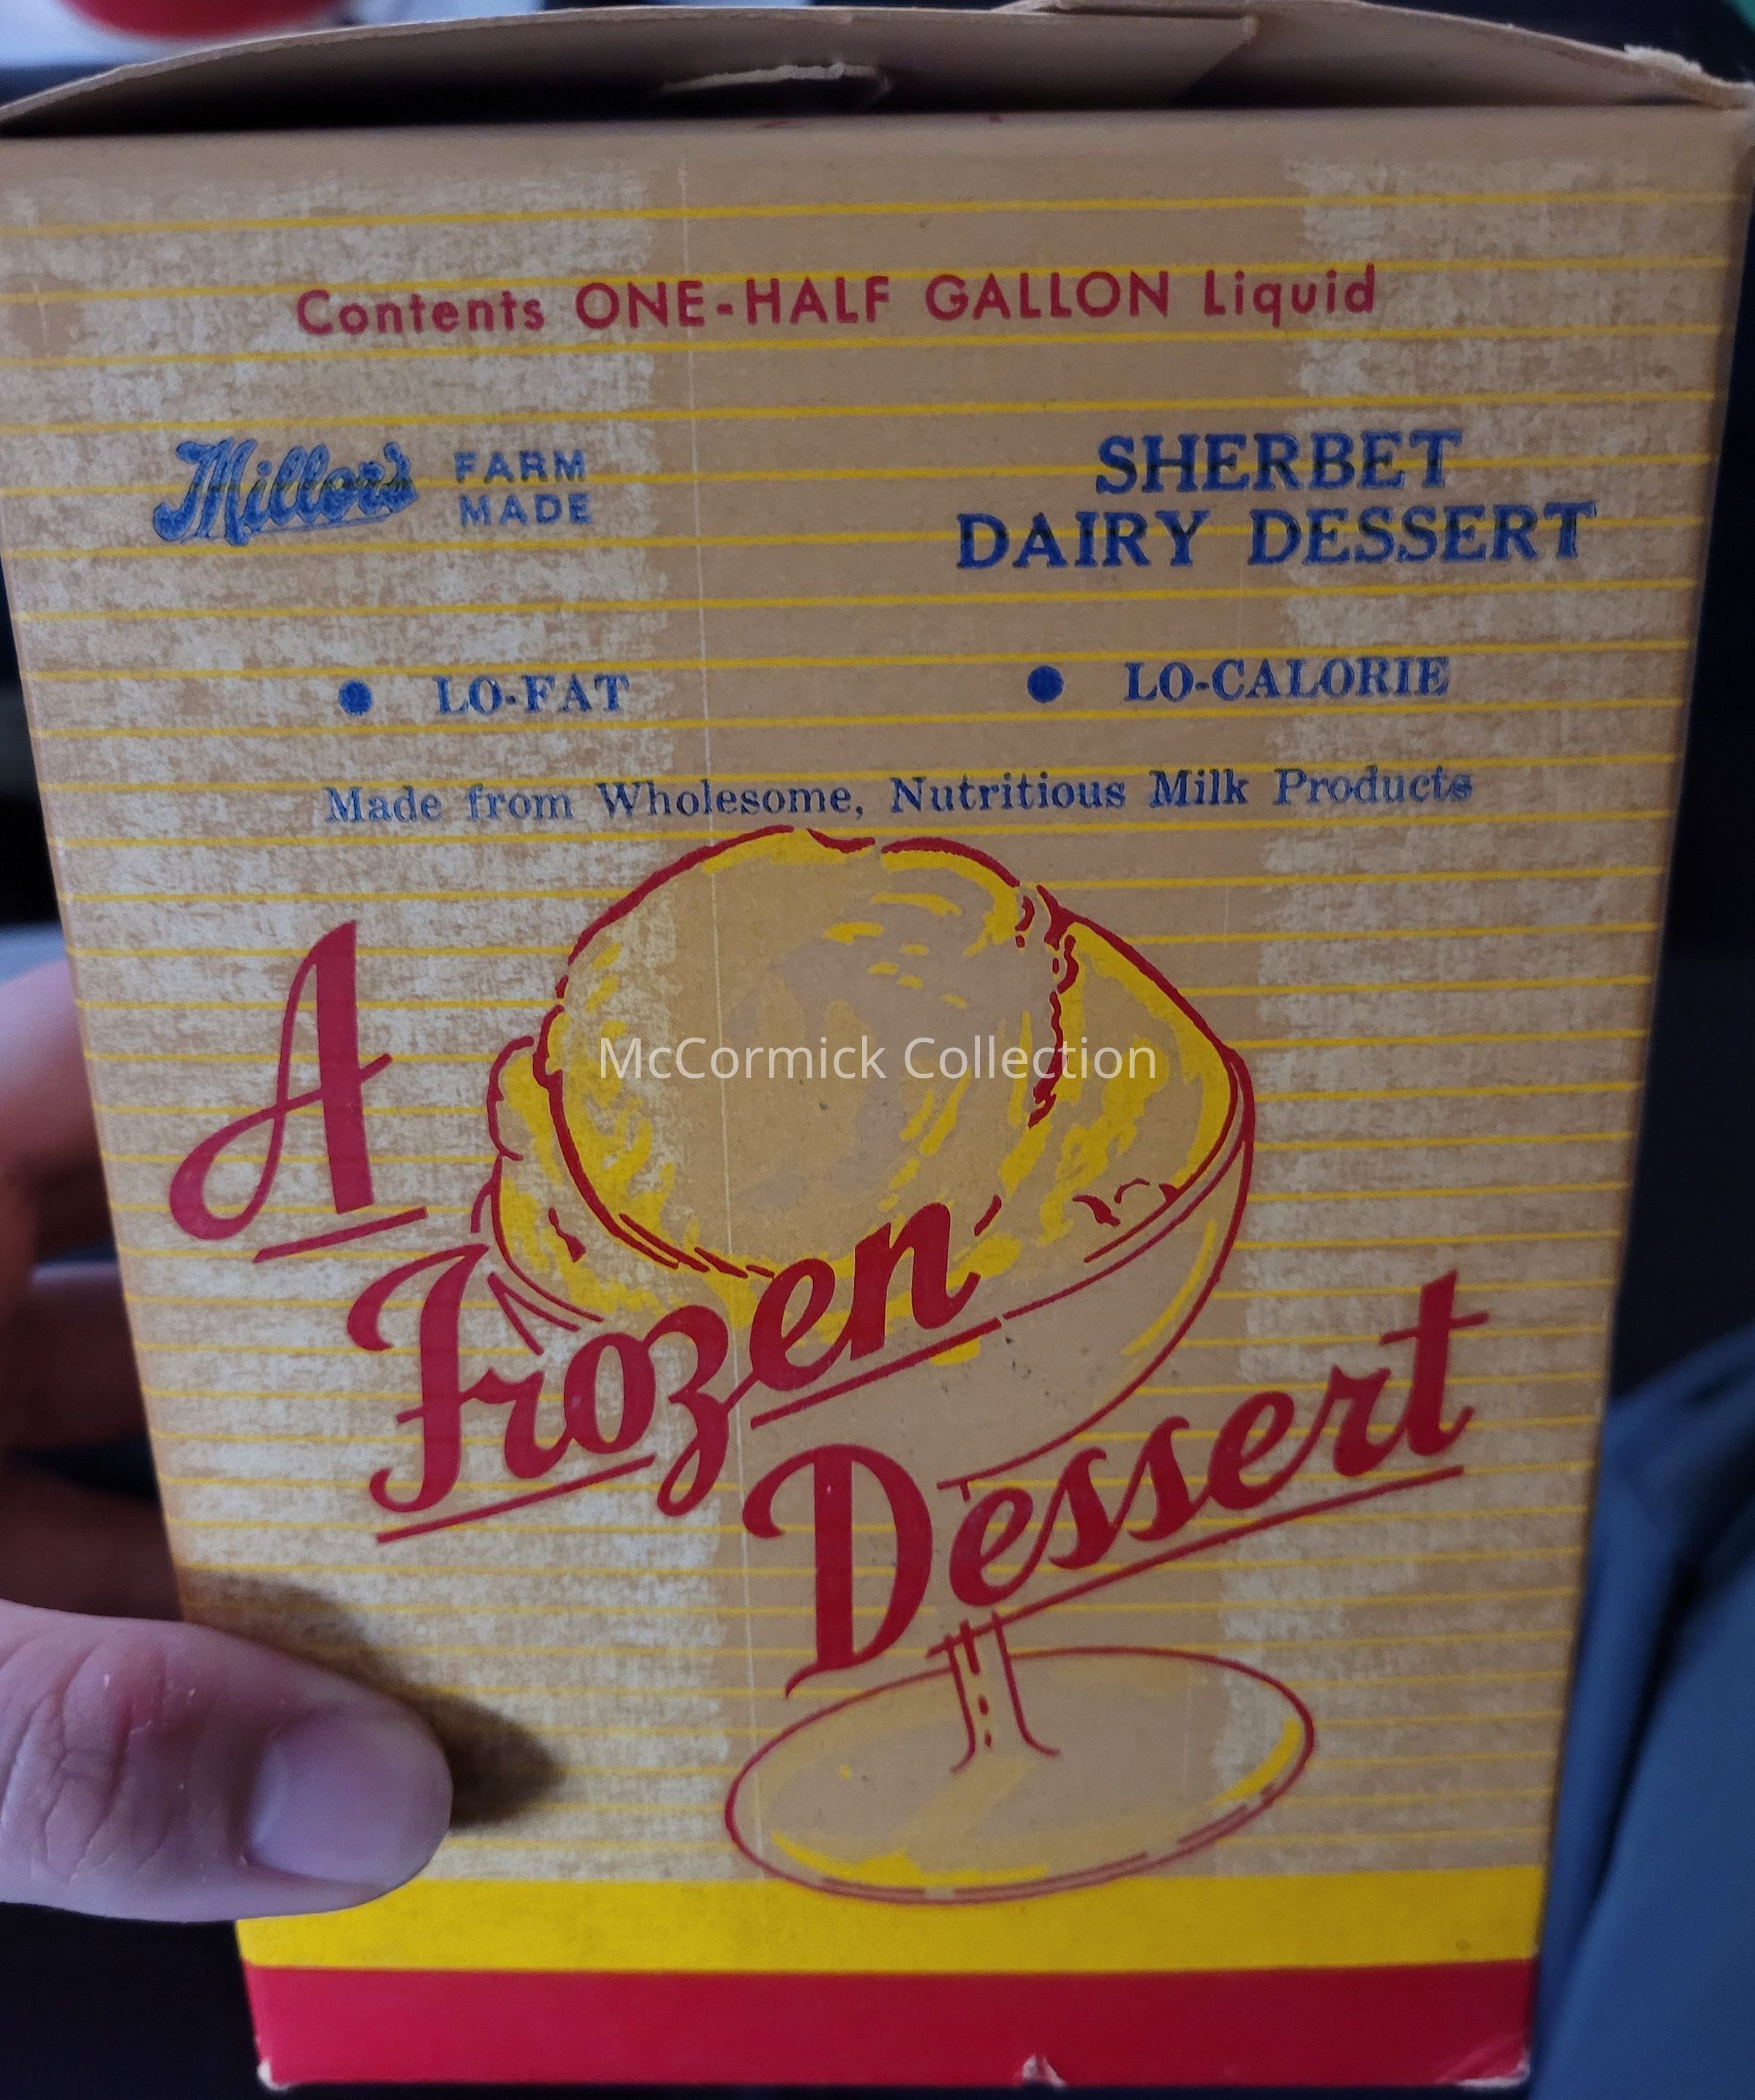 Contents ONE-HALF GALLON Liquid
Miller's FARM MADE
SHERBET
DAIRY DESSERT
● LO-FAT ● LO-CALORIE
Made from Wholesome, Nutritious Milk Products
McCormick Collection
A
Frozen
Dessert